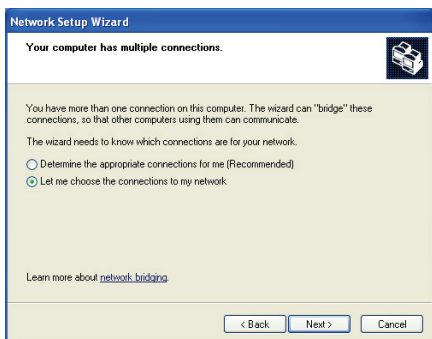 Network Setup Wizard
Your computer has multiple connections.
You have more than one connection on this computer. The wizard can "bridge" these
connections, so that other computers using them can communicate.
The wizard needs to know which connections are for your network.
Determine the appropriate connections for me (Recommended)
Let me choose the connections to my network
Learn more about network bridging.
< Back Next > Cancel